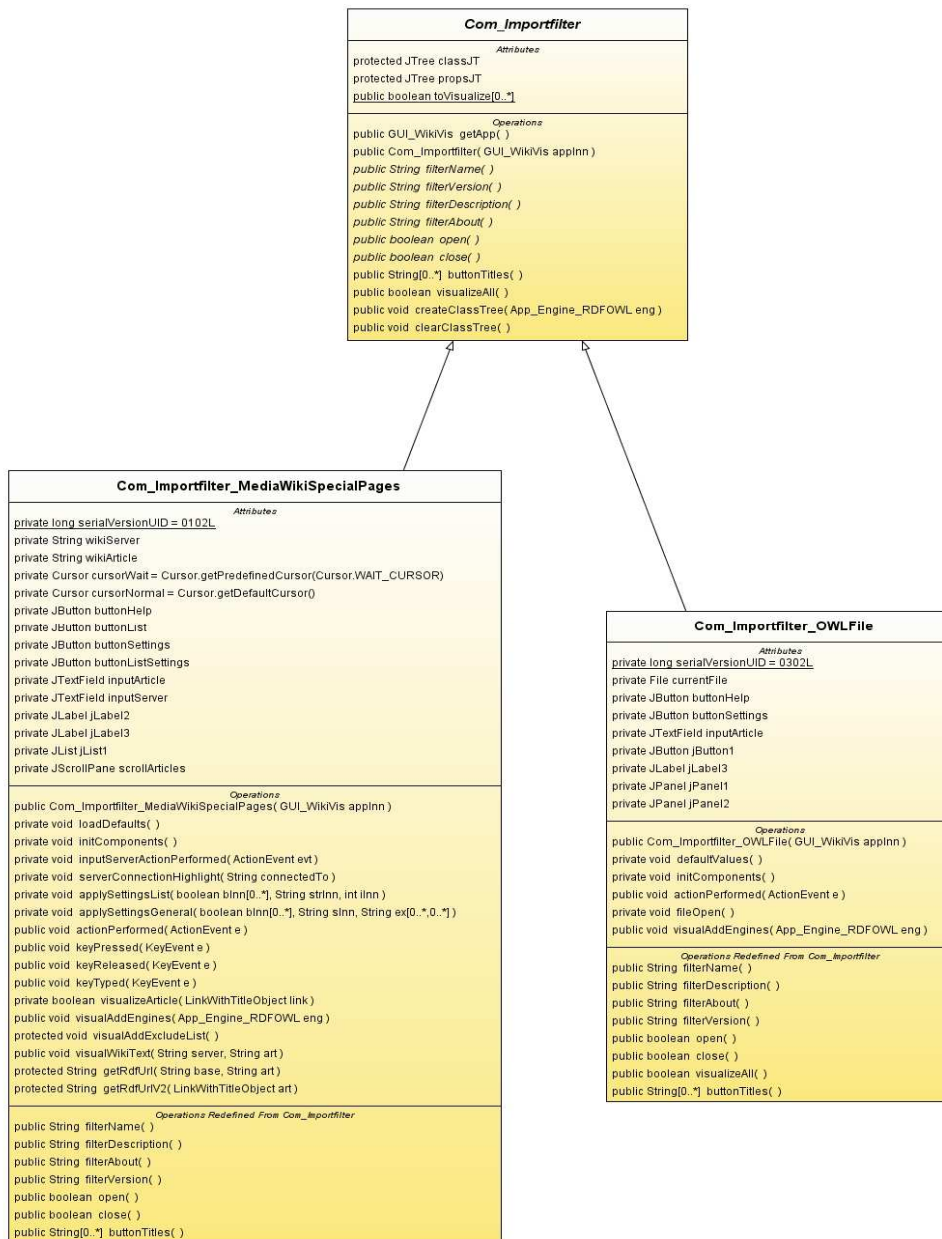 Com_Importfilter
Attributes
protected JTree classJT
protected JTree propsJT
public boolean toVisualize[0..*]
Operations
public GUI_WikiVis getApp( )
public Com_Importfilter( GUI_WikiVis appInn )
public String filterName( )
public String filterVersion( )
public String filterDescription( )
public String filterAbout( )
public boolean open( )
public boolean close( )
public String[0..*] buttonTitles( )
public boolean visualizeAll( )
public void createClassTree( App_Engine_RDFOWL eng )
public void clearClassTree( )
Com_Importfilter_MediaWikiSpecialPages
Attributes
private long serialVersionUID = 0102L
private String wikiServer
private String wikiArticle
private Cursor cursorWait = Cursor.getPredefinedCursor(Cursor.WAIT_CURSOR)
private Cursor cursorNormal = Cursor.getDefaultCursor()
private JButton buttonHelp
private JButton buttonList
private JButton buttonSettings
private JButton buttonListSettings
private JTextField inputArticle
private JTextField inputServer
private JLabel jLabel2
private JLabel jLabel3
private JList jList1
private JScrollPane scrollArticles
Operations
public Com_Importfilter_MediaWikiSpecialPages( GUI_WikiVis appInn )
private void loadDefaults( )
private void initComponents( )
private void inputServerActionPerformed( ActionEvent evt )
private void serverConnectionHighlight( String connectedTo )
private void applySettingsList( boolean bInn[0..*], String strInn, int iInn )
private void applySettingsGeneral( boolean bInn[0..*], String sInn, String ex[0..*,0..*] )
public void actionPerformed( ActionEvent e )
public void keyPressed( KeyEvent e )
public void keyReleased( KeyEvent e )
public void keyTyped( KeyEvent e )
private boolean visualizeArticle( LinkWithTitleObject link )
public void visualAddEngines( App_Engine_RDFOWL eng )
protected void visualAddExcludeList( )
public void visualWikiText( String server, String art )
protected String getRdfUrl( String base, String art )
protected String getRdfUrlV2( LinkWithTitleObject art )
Operations Redefined From Com_Importfilter
public String filterName( )
public String filterDescription( )
public String filterAbout( )
public String filterVersion( )
public boolean open( )
public boolean close( )
public String[0..*] buttonTitles( )
Com_Importfilter_OWLFile
Attributes
private long serialVersionUID = 0302L
private File currentFile
private JButton buttonHelp
private JButton buttonSettings
private JTextField inputArticle
private JButton jButton1
private JLabel jLabel3
private JPanel jPanel1
private JPanel jPanel2
Operations
public Com_Importfilter_OWLFile( GUI_WikiVis appInn )
private void defaultValues( )
private void initComponents( )
public void actionPerformed( ActionEvent e )
private void fileOpen( )
public void visualAddEngines( App_Engine_RDFOWL eng )
Operations Redefined From Com_Importfilter
public String filterName( )
public String filterDescription( )
public String filterAbout( )
public String filterVersion( )
public boolean open( )
public boolean close( )
public boolean visualizeAll( )
public String[0..*] buttonTitles( )